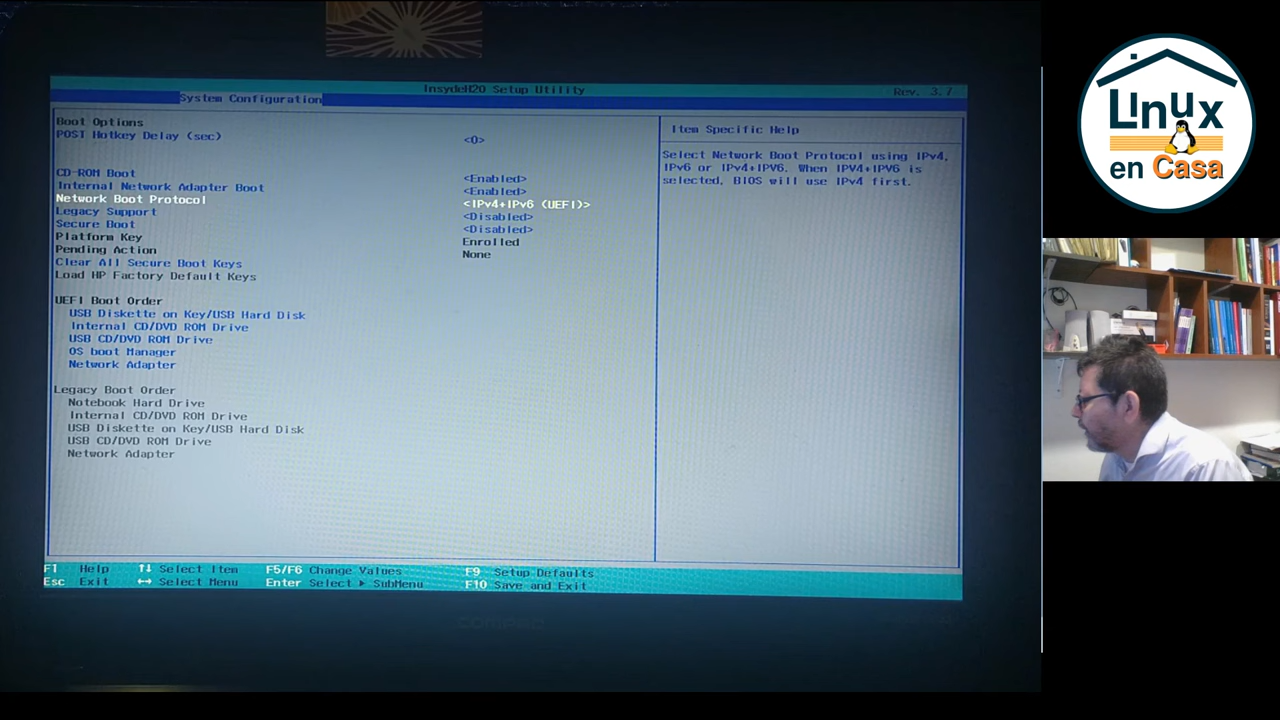 InsydeH20 Setup Utility
Rev. 3.7
System Configuration
Boot Options
POST Hotkey Delay (sec) <0>
CD-ROM Boot <Enabled>
Internal Network Adapter Boot <Enabled>
Network Boot Protocol <IPv4+IPv6 (UEFI)>
Legacy Support <Disabled>
Secure Boot <Disabled>
Platform Key Enrolled
Pending Action None
Clear All Secure Boot Keys
Load HP Factory Default Keys
UEFI Boot Order
USB Diskette on Key/USB Hard Disk
Internal CD/DVD ROM Drive
USB CD/DVD ROM Drive
OS boot Manager
Network Adapter
Legacy Boot Order
Notebook Hard Drive
Internal CD/DVD ROM Drive
USB Diskette on Key/USB Hard Disk
USB CD/DVD ROM Drive
Network Adapter
Item Specific Help
Select Network Boot Protocol using IPv4,
IPv6 or IPv4+IPV6. When IPV4+IPV6 is
selected, BIOS will use IPv4 first.
F1 Help ↑↓ Select Item F5/F6 Change Values F9 Setup Defaults
Esc Exit ↔ Select Menu Enter Select ▶ SubMenu F10 Save and Exit
COMPAQ
Linux
en Casa